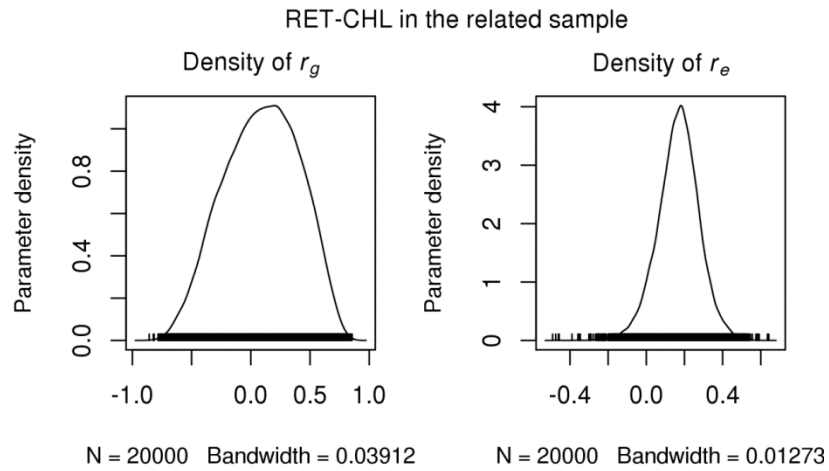 RET-CHL in the related sample
Density of r_g
Parameter density
0.0
0.4
0.8
-1.0
0.0
0.5
1.0
N = 20000 Bandwidth = 0.03912
Density of r_e
Parameter density
0
1
2
3
4
-0.4
0.0
0.4
N = 20000 Bandwidth = 0.01273